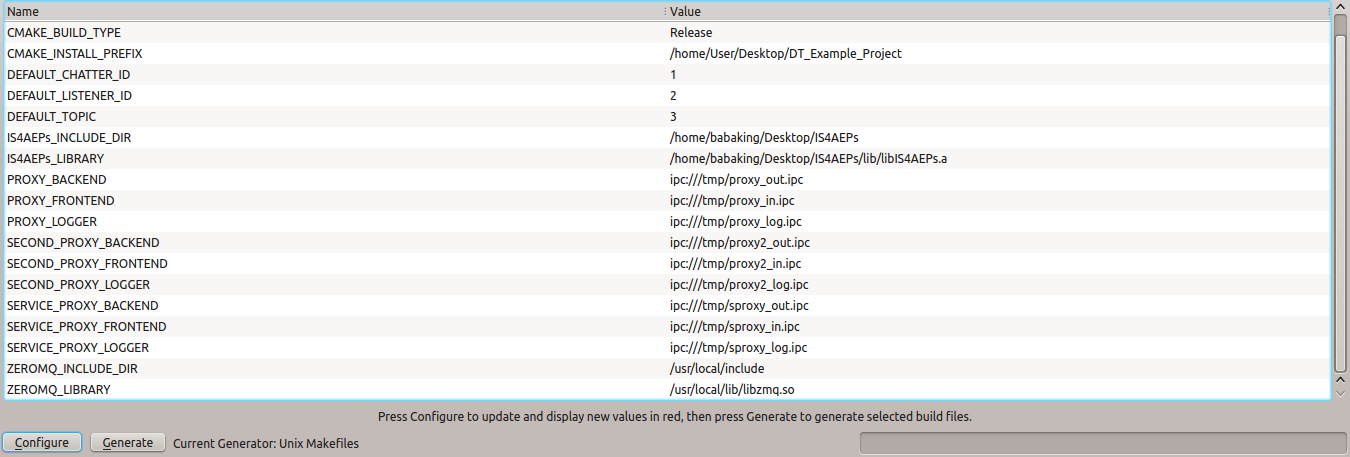 Name Value
CMAKE_BUILD_TYPE Release
CMAKE_INSTALL_PREFIX /home/User/Desktop/DT_Example_Project
DEFAULT_CHATTER_ID 1
DEFAULT_LISTENER_ID 2
DEFAULT_TOPIC 3
IS4AEPs_INCLUDE_DIR /home/babaking/Desktop/IS4AEPs
IS4AEPs_LIBRARY /home/babaking/Desktop/IS4AEPs/lib/libIS4AEPs.a
PROXY_BACKEND ipc:///tmp/proxy_out.ipc
PROXY_FRONTEND ipc:///tmp/proxy_in.ipc
PROXY_LOGGER ipc:///tmp/proxy_log.ipc
SECOND_PROXY_BACKEND ipc:///tmp/proxy2_out.ipc
SECOND_PROXY_FRONTEND ipc:///tmp/proxy2_in.ipc
SECOND_PROXY_LOGGER ipc:///tmp/proxy2_log.ipc
SERVICE_PROXY_BACKEND ipc:///tmp/sproxy_out.ipc
SERVICE_PROXY_FRONTEND ipc:///tmp/sproxy_in.ipc
SERVICE_PROXY_LOGGER ipc:///tmp/sproxy_log.ipc
ZEROMQ_INCLUDE_DIR /usr/local/include
ZEROMQ_LIBRARY /usr/local/lib/libzmq.so
Press Configure to update and display new values in red, then press Generate to generate selected build files.
Configure Generate Current Generator: Unix Makefiles